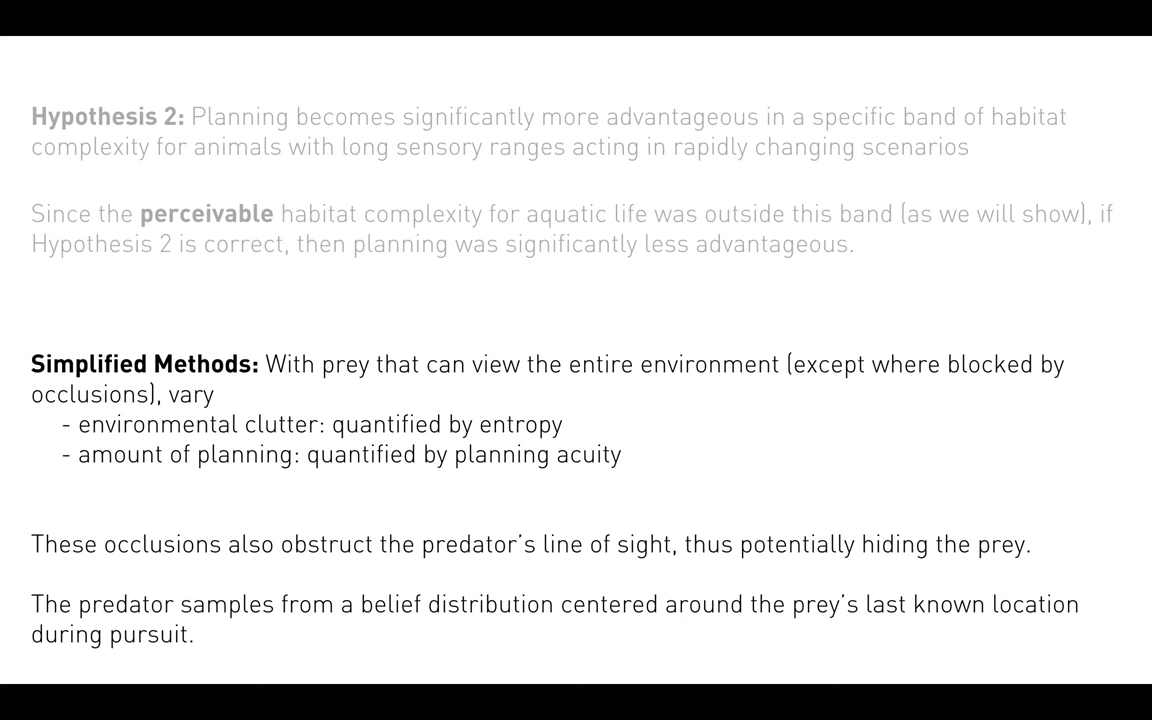 Hypothesis 2: Planning becomes significantly more advantageous in a specific band of habitat
complexity for animals with long sensory ranges acting in rapidly changing scenarios
Since the perceivable habitat complexity for aquatic life was outside this band (as we will show), if
Hypothesis 2 is correct, then planning was significantly less advantageous.
Simplified Methods: With prey that can view the entire environment (except where blocked by
occlusions), vary
- environmental clutter: quantified by entropy
- amount of planning: quantified by planning acuity
These occlusions also obstruct the predator’s line of sight, thus potentially hiding the prey.
The predator samples from a belief distribution centered around the prey’s last known location
during pursuit.